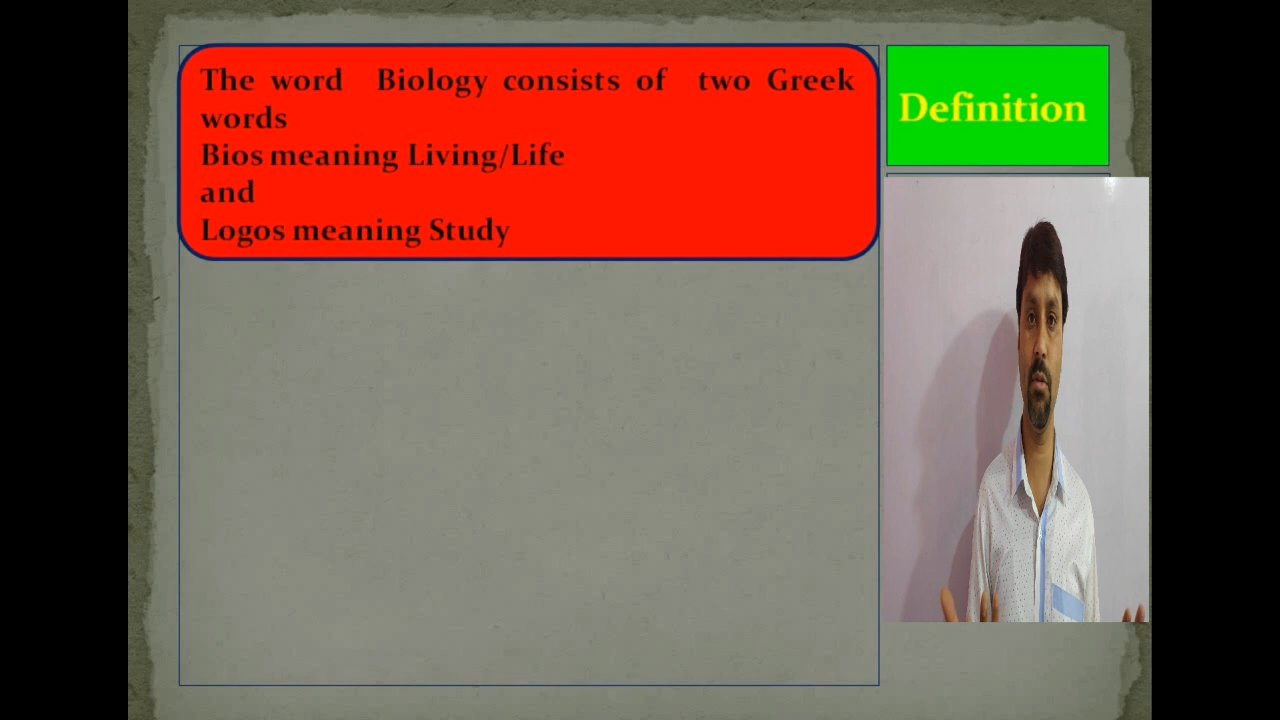 The word Biology consists of two Greek
words
Bios meaning Living/Life
and
Logos meaning Study
Definition